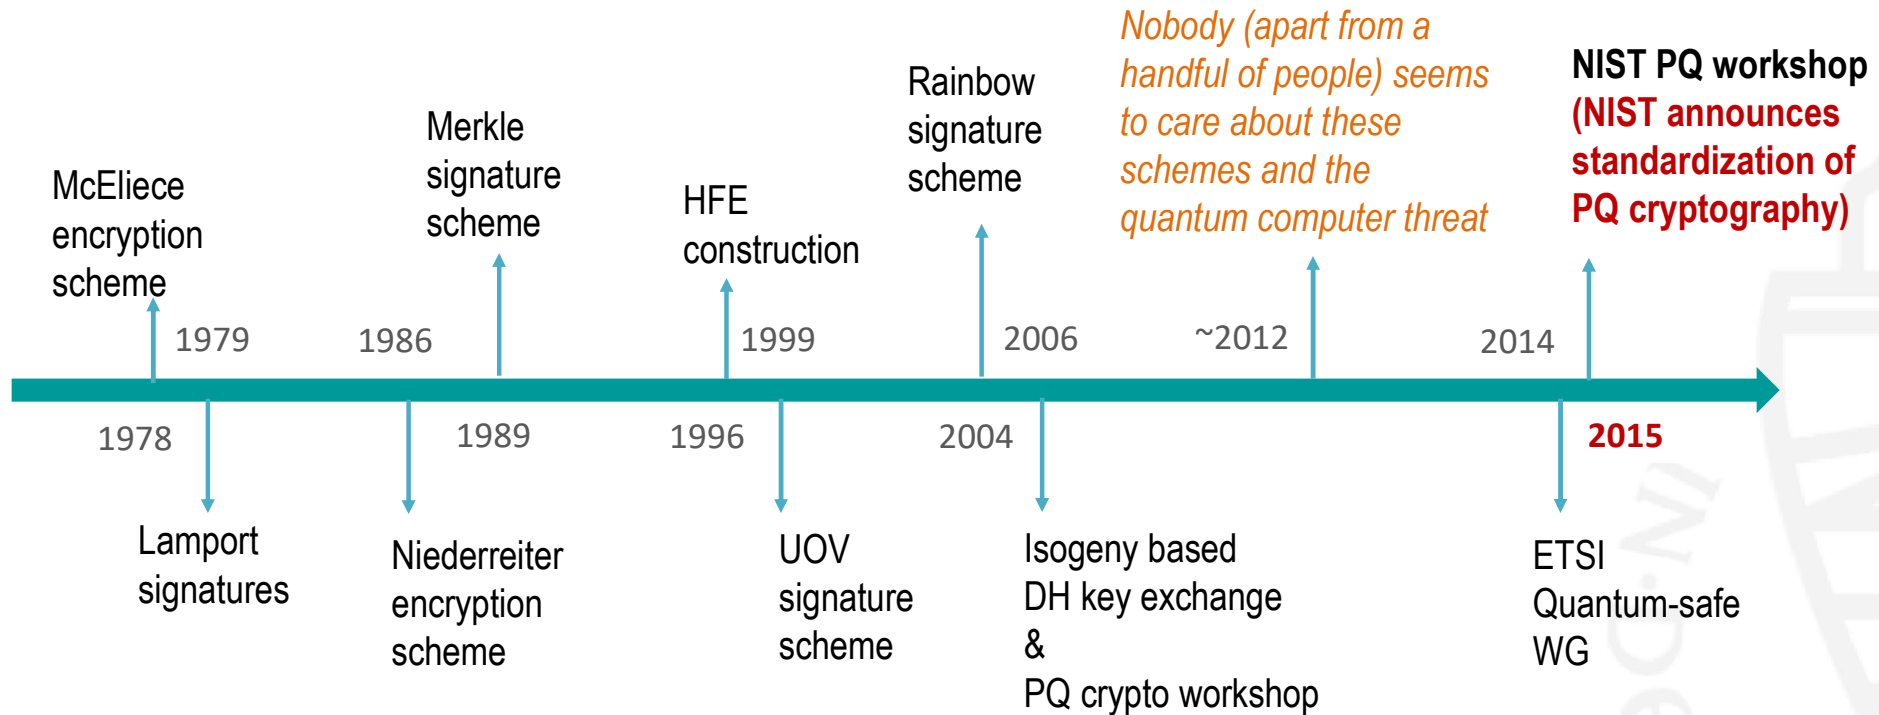 McEliece
encryption
scheme
Merkle
signature
scheme
HFE
construction
Rainbow
signature
scheme
Nobody (apart from a
handful of people) seems
to care about these
schemes and the
quantum computer threat
NIST PQ workshop
(NIST announces
standardization of
PQ cryptography)
1979
1986
1999
2006
~2012
2014
1978
1989
1996
2004
2015
Lamport
signatures
Niederreiter
encryption
scheme
UOV
signature
scheme
Isogeny based
DH key exchange
&
PQ crypto workshop
ETSI
Quantum-safe
WG